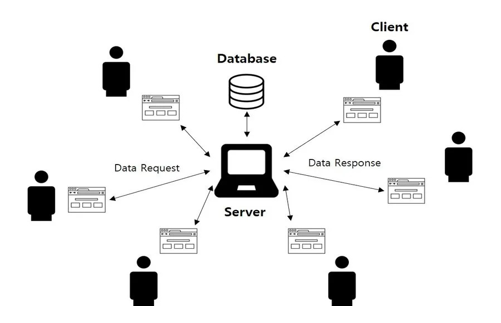 Client
Database
Data Request
Data Response
Server